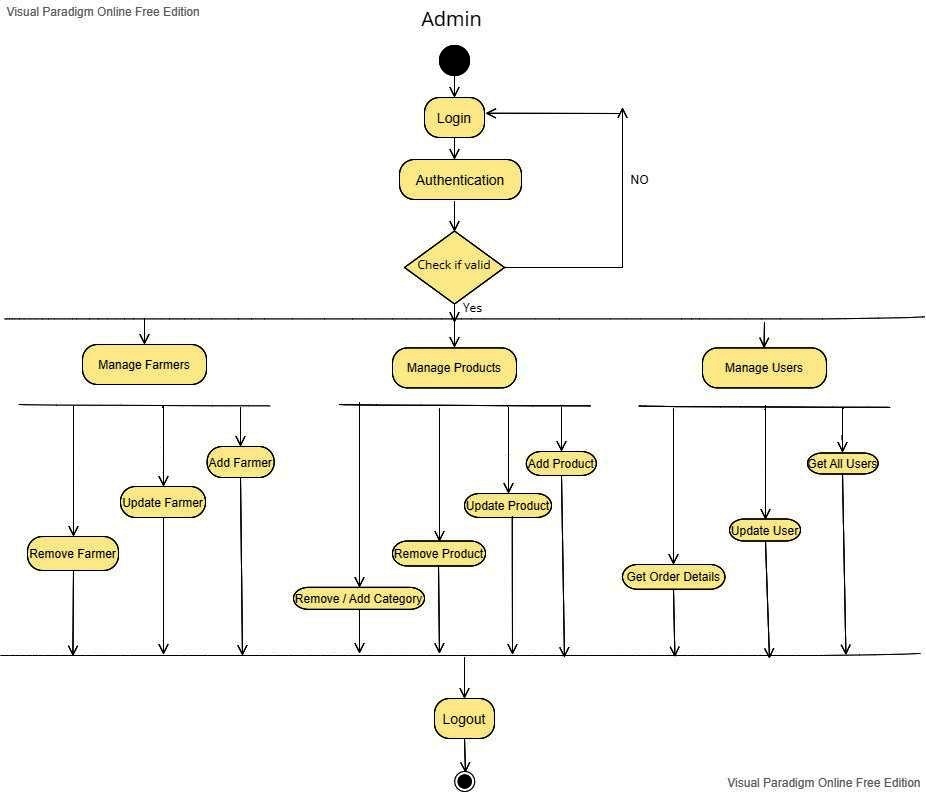 Visual Paradigm Online Free Edition
Admin
Login
Authentication
NO
Check if valid
Yes
Manage Farmers
Manage Products
Manage Users
Add Farmer
Add Product
Get All Users
Update Farmer
Update Product
Update User
Remove Farmer
Remove Product
Get Order Details
Remove / Add Category
Logout
Visual Paradigm Online Free Edition